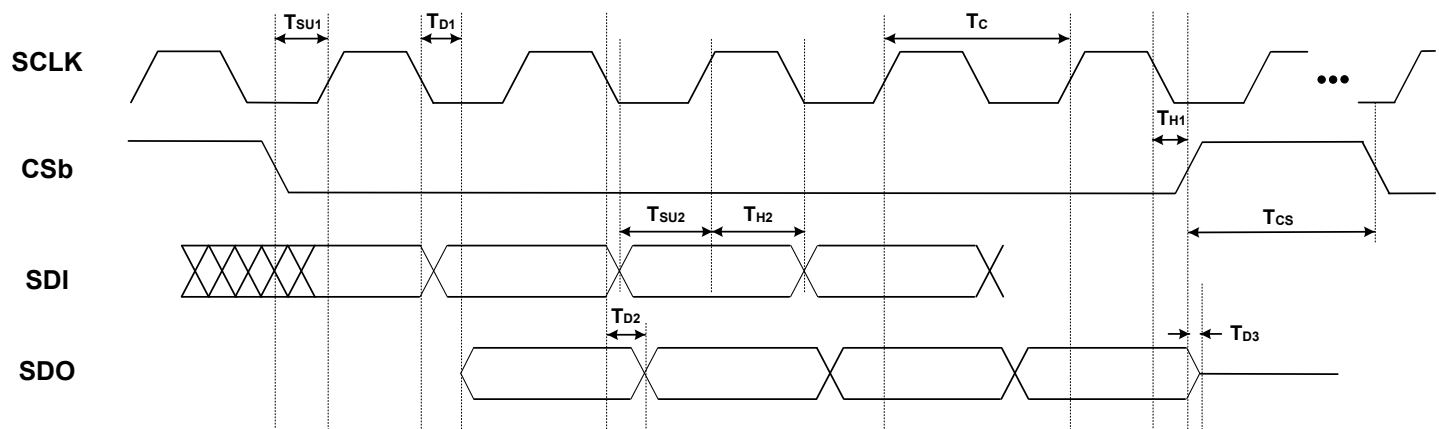 TSU1
TD1
TC
SCLK
TH1
CSb
TSU2
TH2
TCS
SDI
TD2
TD3
SDO